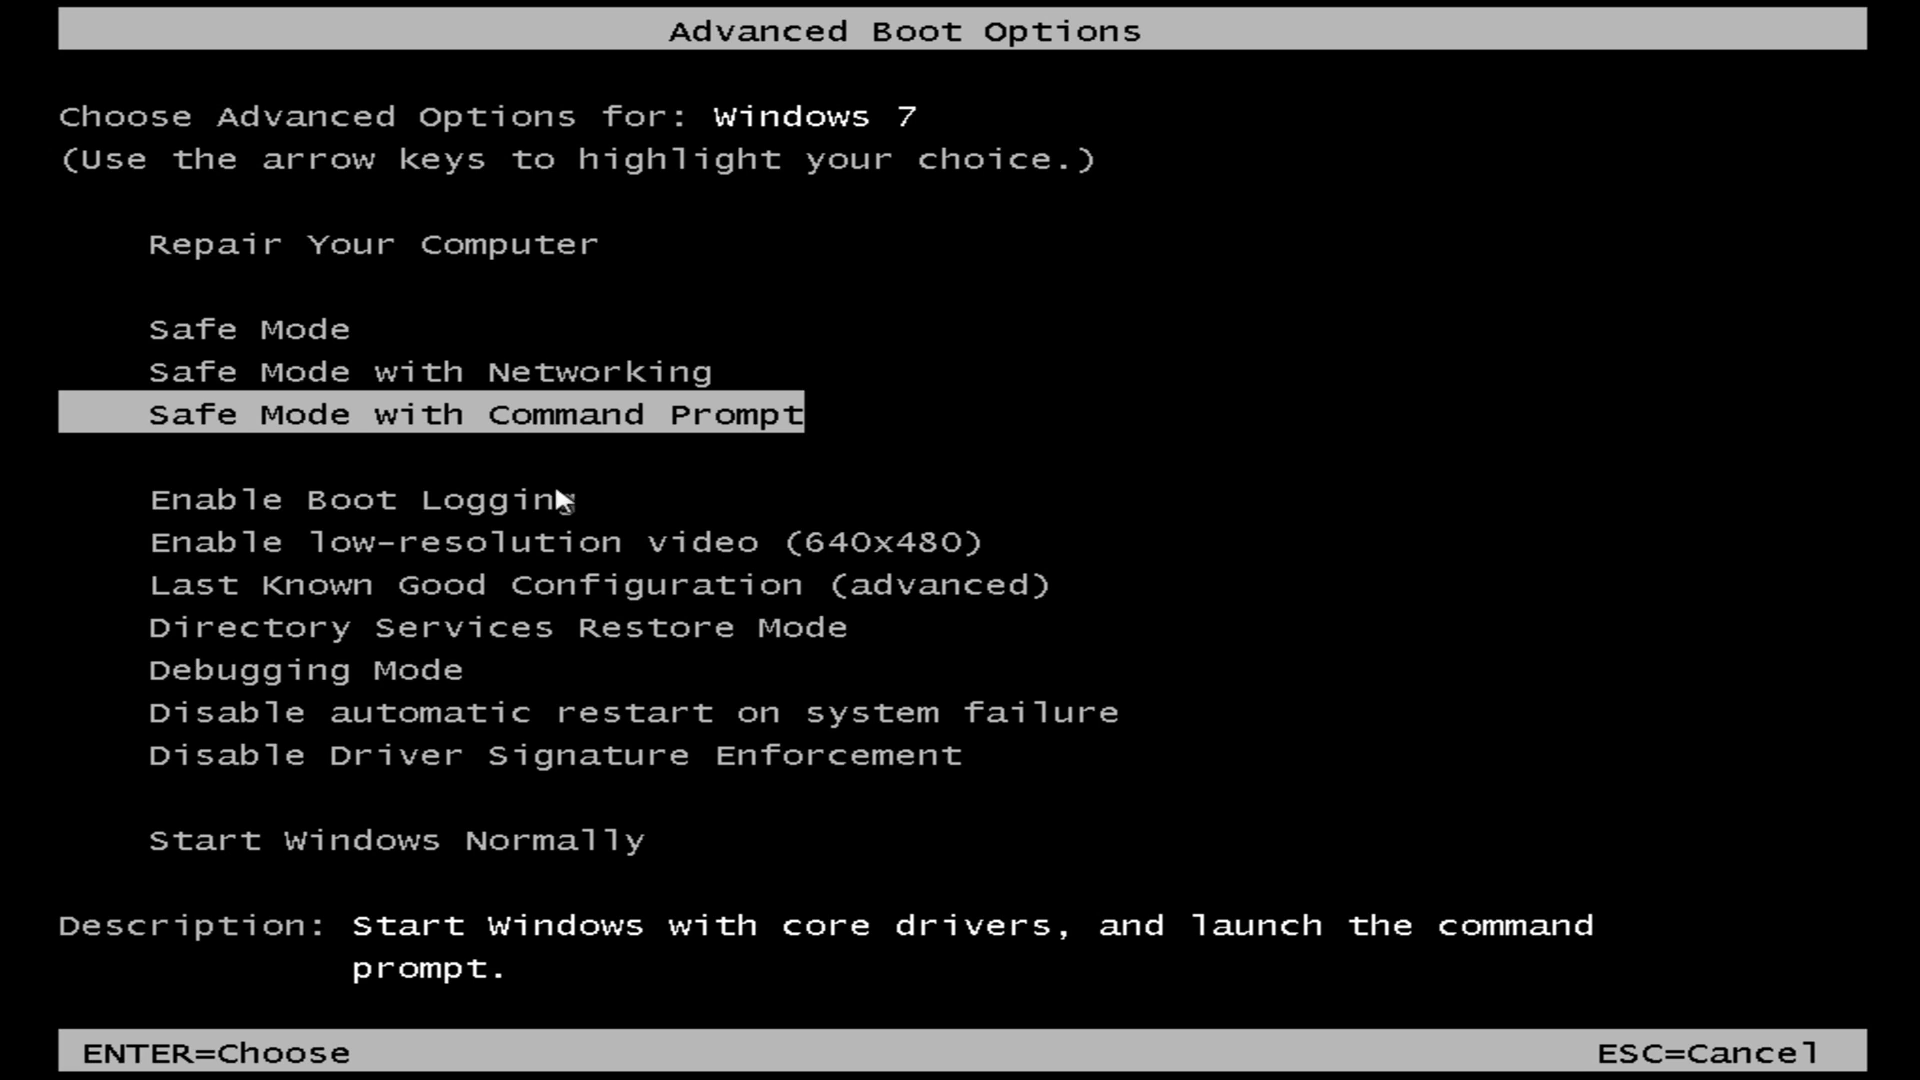 Advanced Boot Options
Choose Advanced Options for: Windows 7
(Use the arrow keys to highlight your choice.)
Repair Your Computer
Safe Mode
Safe Mode with Networking
Safe Mode with Command Prompt
Enable Boot Logging
Enable low-resolution video (640x480)
Last Known Good Configuration (advanced)
Directory Services Restore Mode
Debugging Mode
Disable automatic restart on system failure
Disable Driver Signature Enforcement
Start Windows Normally
Description: Start Windows with core drivers, and launch the command
prompt.
ENTER=Choose ESC=Cancel